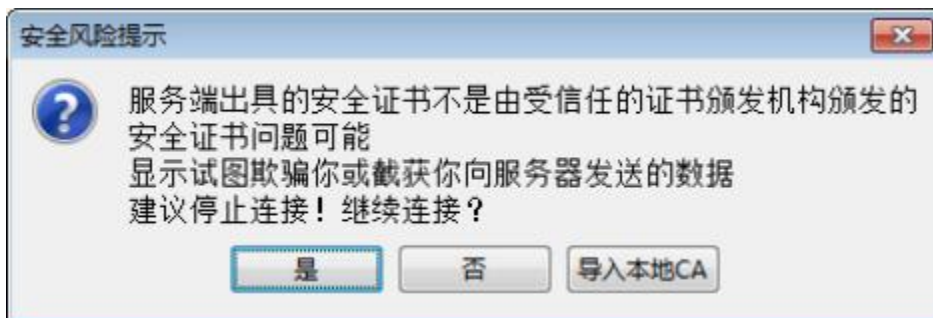 安全风险提示
服务端出具的安全证书不是由受信任的证书颁发机构颁发的
安全证书问题可能
显示试图欺骗你或截获你向服务器发送的数据
建议停止连接！继续连接？
是 否 导入本地CA